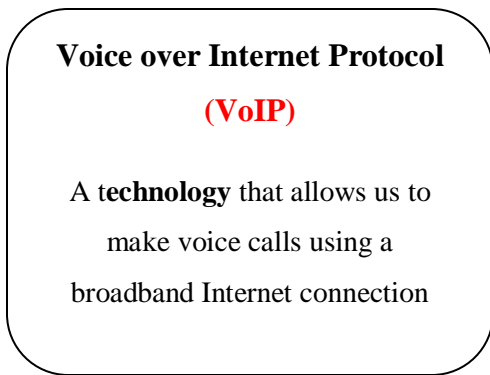 Voice over Internet Protocol
(VoIP)
A technology that allows us to
make voice calls using a
broadband Internet connection